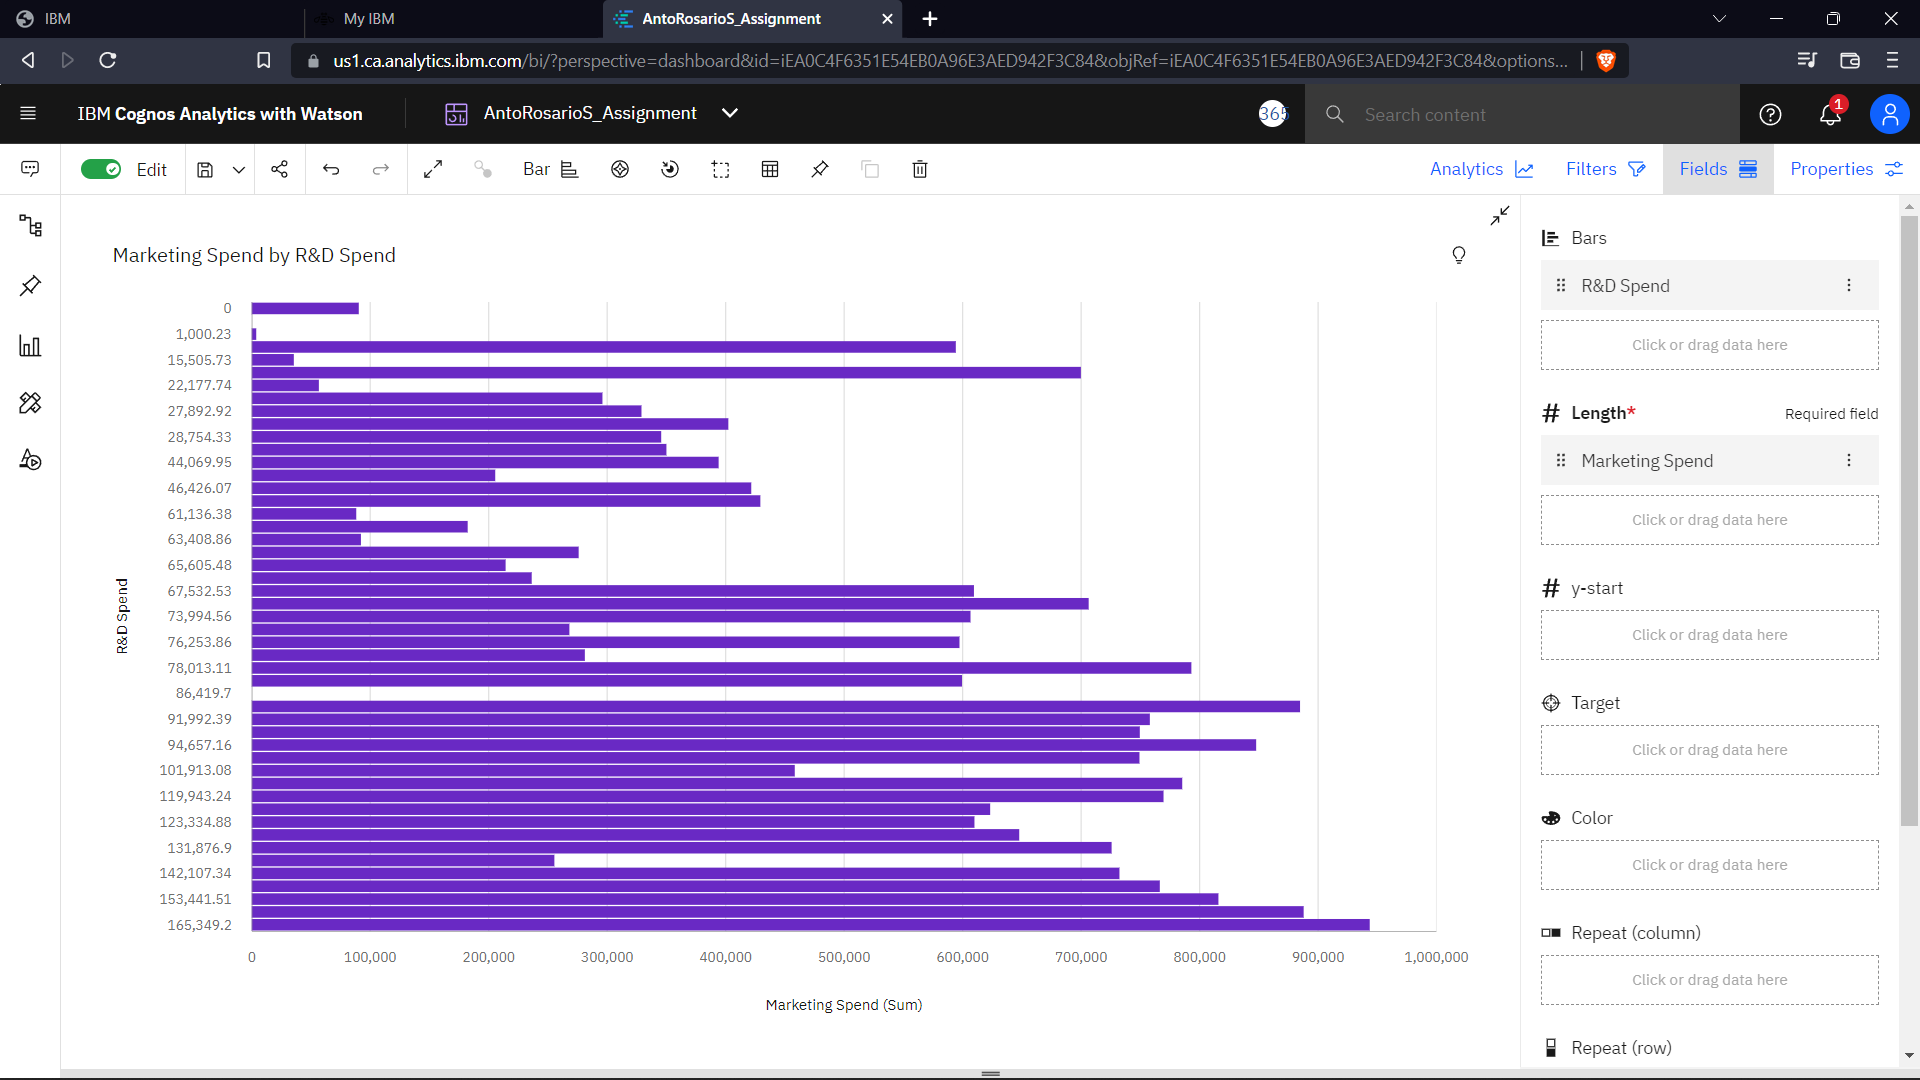 IBM
My IBM
AntoRosarioS_Assignment
us1.ca.analytics.ibm.com/bi/?perspective=dashboard&id=iEA0C4F6351E54EB0A96E3AED942F3C84&objRef=iEA0C4F6351E54EB0A96E3AED942F3C84&options...
IBM Cognos Analytics with Watson
AntoRosarioS_Assignment
365
Search content
1
Edit
Bar
Analytics
Filters
Fields
Properties
Marketing Spend by R&D Spend
R&D Spend
0
1,000.23
15,505.73
22,177.74
27,892.92
28,754.33
44,069.95
46,426.07
61,136.38
63,408.86
65,605.48
67,532.53
73,994.56
76,253.86
78,013.11
86,419.7
91,992.39
94,657.16
101,913.08
119,943.24
123,334.88
131,876.9
142,107.34
153,441.51
165,349.2
0 100,000 200,000 300,000 400,000 500,000 600,000 700,000 800,000 900,000 1,000,000
Marketing Spend (Sum)
Bars
R&D Spend
Click or drag data here
Length* Required field
Marketing Spend
Click or drag data here
y-start
Click or drag data here
Target
Click or drag data here
Color
Click or drag data here
Repeat (column)
Click or drag data here
Repeat (row)